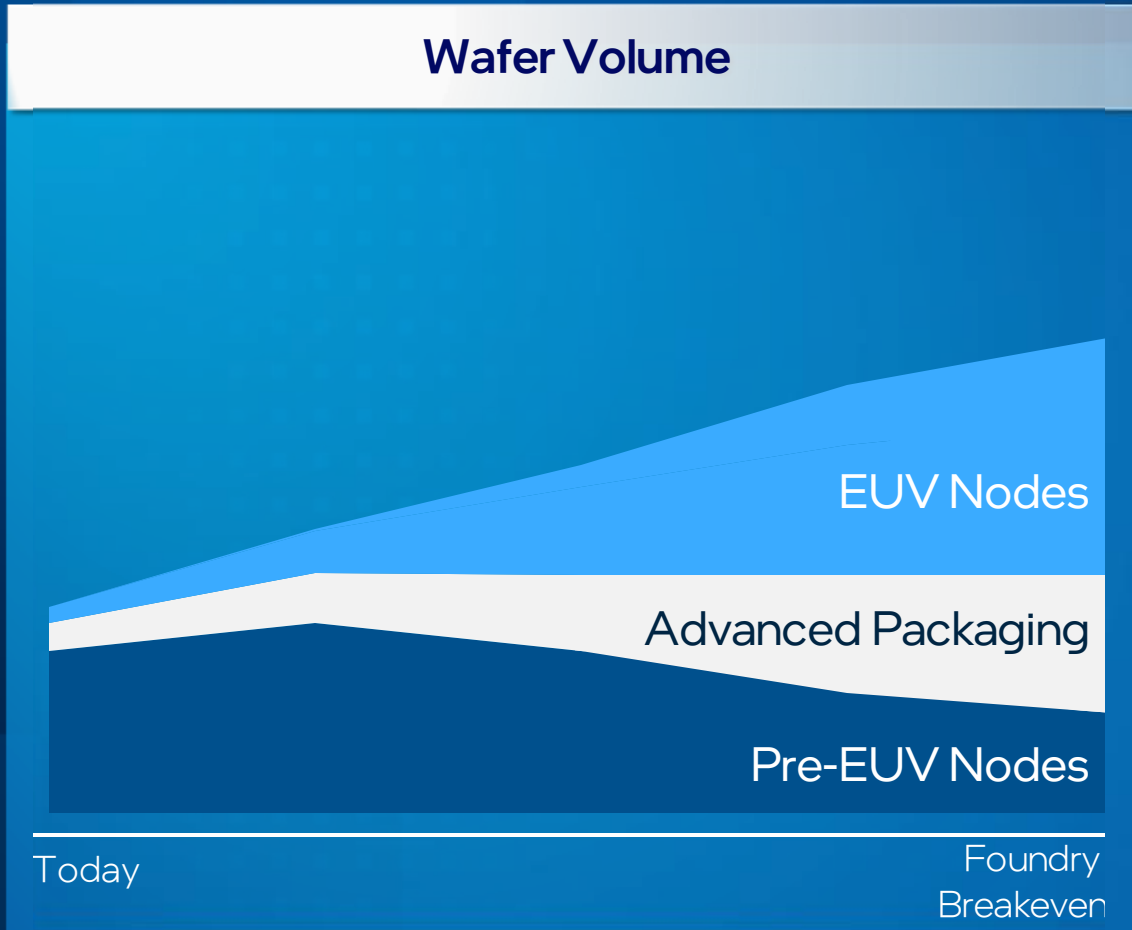 Wafer Volume
EUV Nodes
Advanced Packaging
Pre-EUV Nodes
Today
Foundry
Breakeven